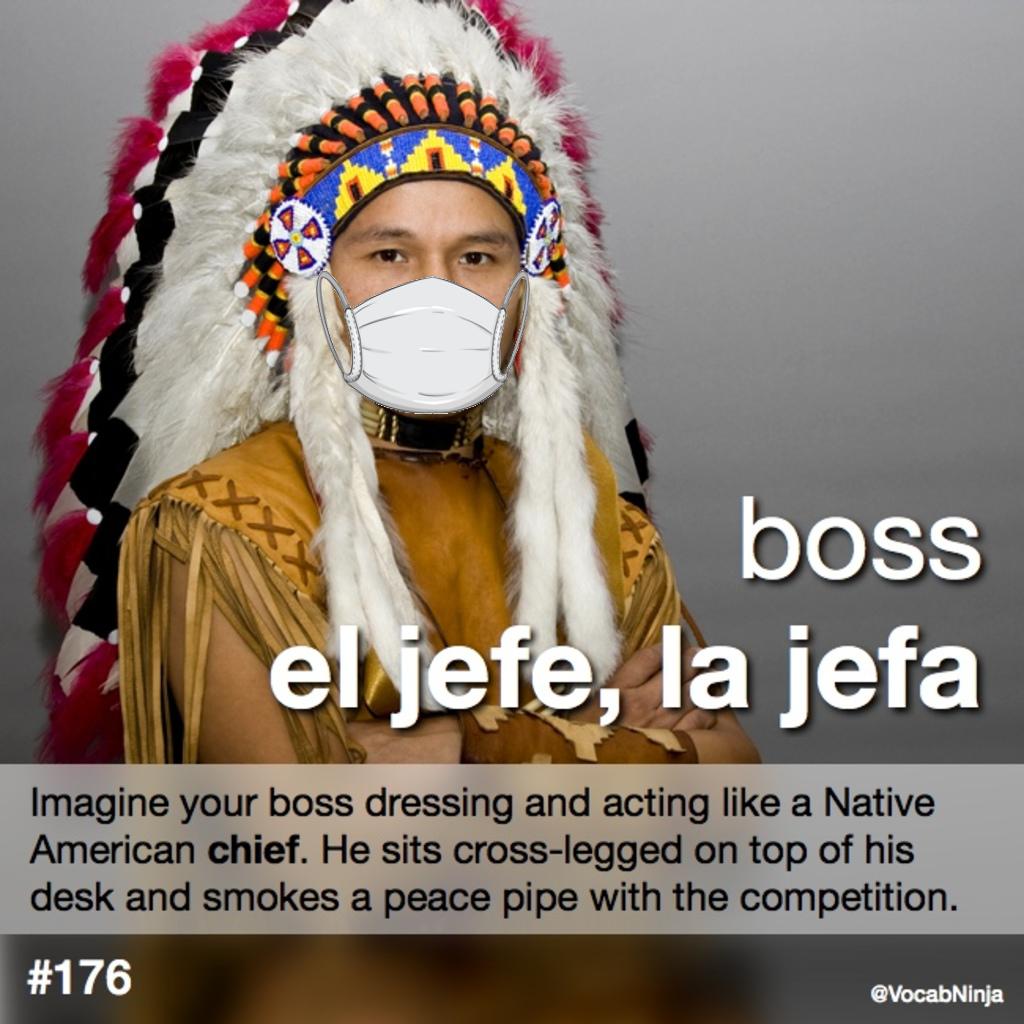 boss
el jefe, la jefa
Imagine your boss dressing and acting like a Native
American chief. He sits cross-legged on top of his
desk and smokes a peace pipe with the competition.
#176
@VocabNinja